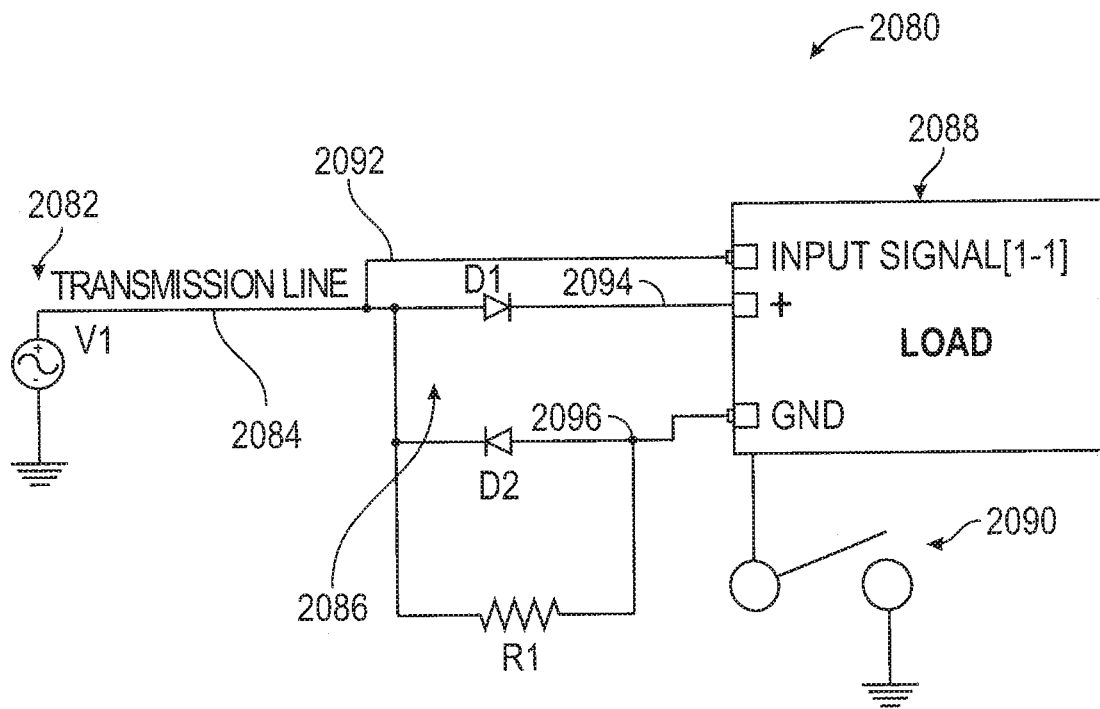 2080
2088
2092
2082
INPUT SIGNAL[1-1]
TRANSMISSION LINE
D1
2094
+
V1
+
-
LOAD
2084
2096
GND
D2
2090
2086
R1